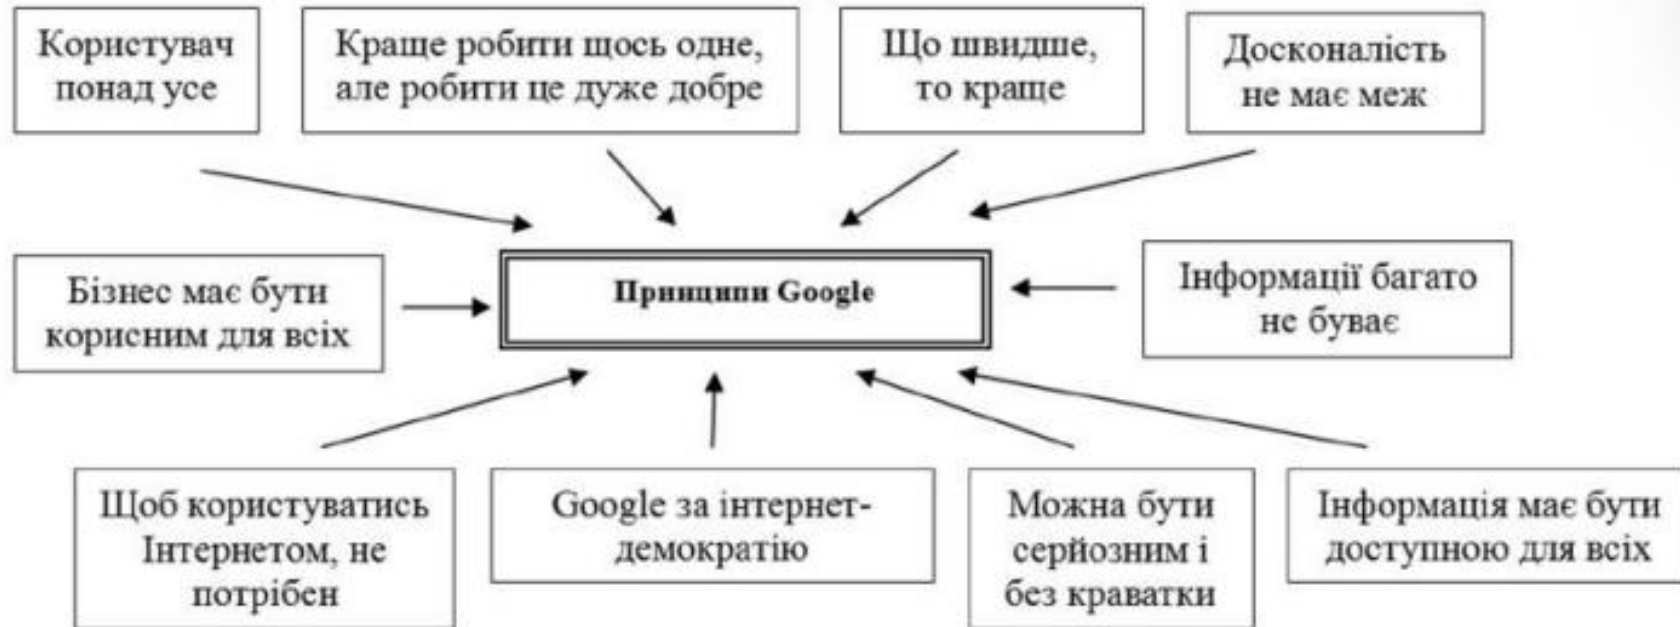 Користувач
понад усе
Краще робити щось одне,
але робити це дуже добре
Що швидше,
то краще
Досконалість
не має меж
Бізнес має бути
корисним для всіх
Принципи Google
Інформації багато
не буває
Щоб користуватись
Інтернетом, не
потрібен
Google за інтернет-
демократію
Можна бути
серйозним і
без краватки
Інформація має бути
доступною для всіх